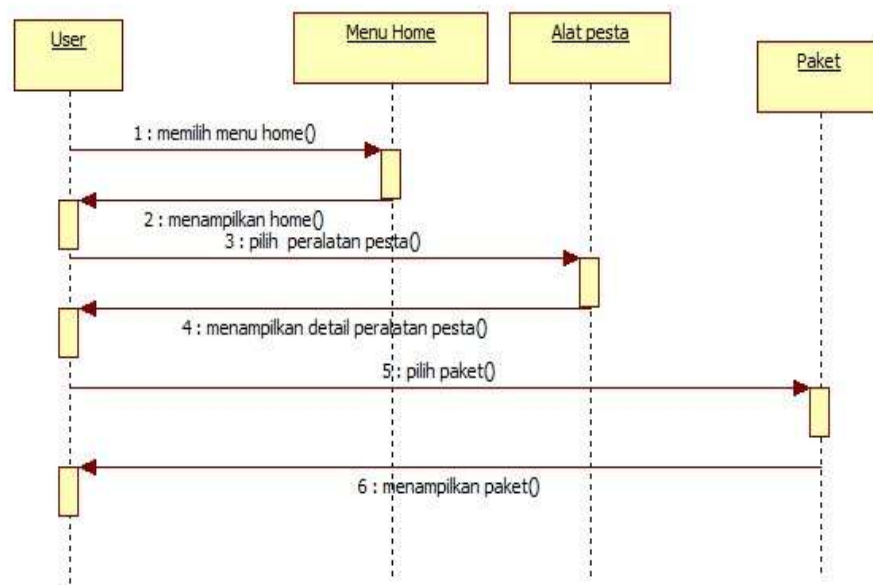 User
Menu Home
Alat pesta
Paket
1 : memilih menu home()
2 : menampilkan home()
3 : pilih peralatan pesta()
4 : menampilkan detail peralatan pesta()
5 : pilih paket()
6 : menampilkan paket()